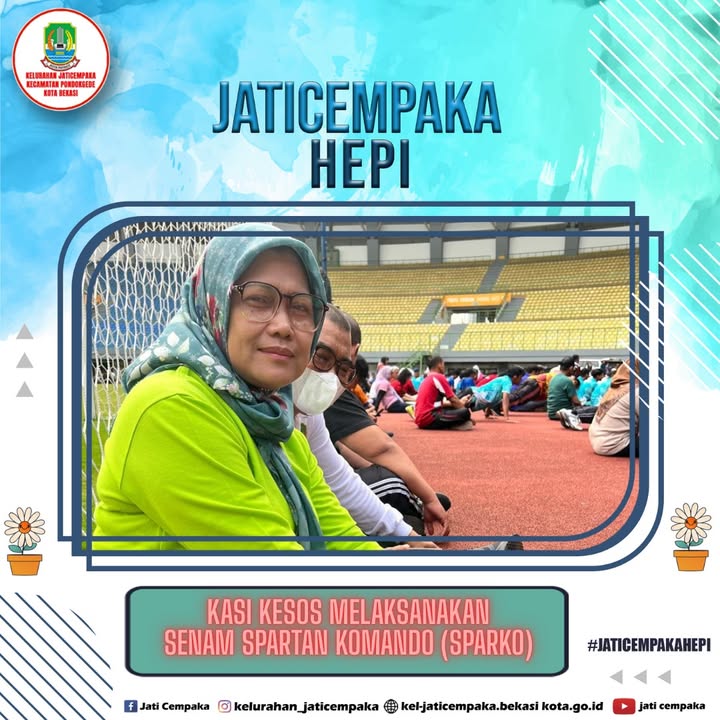 KELURAHAN JATICEMPAKA
KECAMATAN PONDOKGEDE
KOTA BEKASI
JATICEMPAKA
HEPI
KASI KESOS MELAKSANAKAN
SENAM SPARTAN KOMANDO (SPARKO)
#JATICEMPAKAHEPI
Jati Cempaka kelurahan_jaticempaka kel-jaticempaka.bekasi kota.go.id jati cempaka